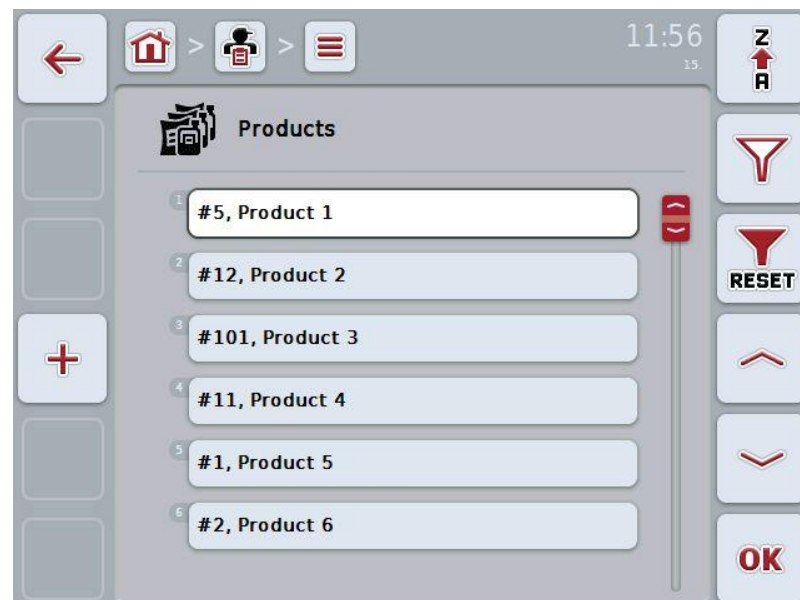 > > 
11:56
15.
Z
A
Products
1
#5, Product 1
2
#12, Product 2
RESET
3
#101, Product 3
4
#11, Product 4
5
#1, Product 5
6
#2, Product 6
OK